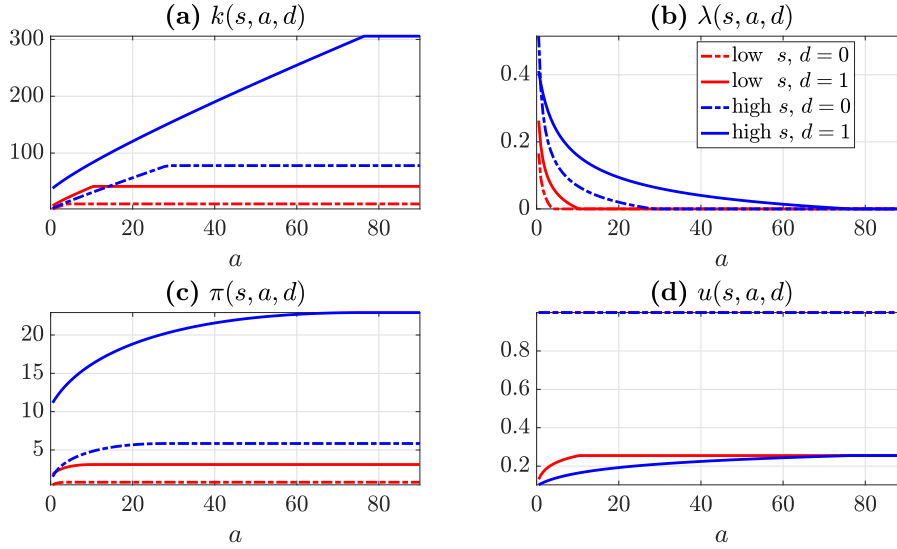 (a) k(s, a, d)
300
200
100
0 20 40 60 80
a
(b) λ(s, a, d)
0.4
0.2
0
0 20 40 60 80
a
low s, d = 0
low s, d = 1
high s, d = 0
high s, d = 1
(c) π(s, a, d)
20
15
10
5
0 20 40 60 80
a
(d) u(s, a, d)
0.8
0.6
0.4
0.2
0 20 40 60 80
a